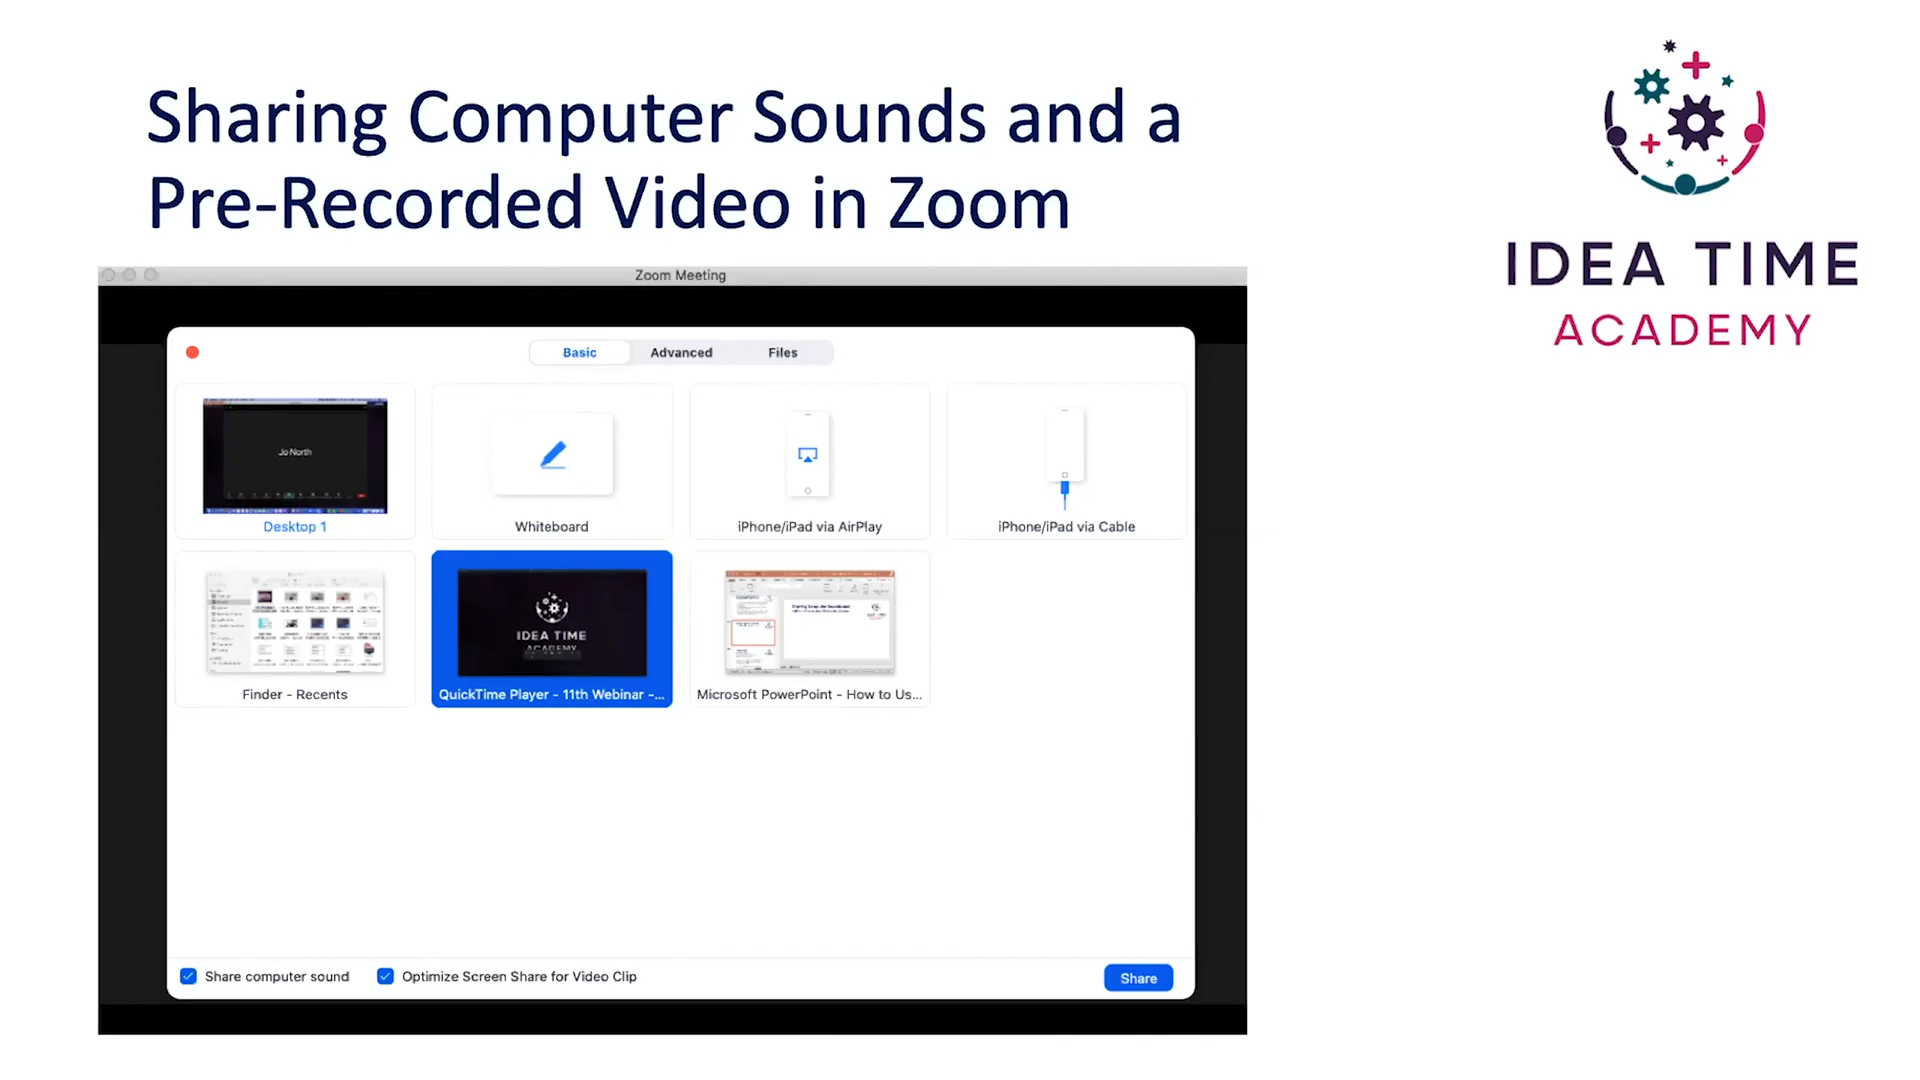 Sharing Computer Sounds and a
Pre-Recorded Video in Zoom
IDEA TIME
ACADEMY
Zoom Meeting
Basic
Advanced
Files
Jo North
Desktop 1
Whiteboard
iPhone/iPad via AirPlay
iPhone/iPad via Cable
IDEA TIME
ACADEMY
Finder - Recents
QuickTime Player - 11th Webinar -...
Microsoft PowerPoint - How to Us...
Share computer sound
Optimize Screen Share for Video Clip
Share